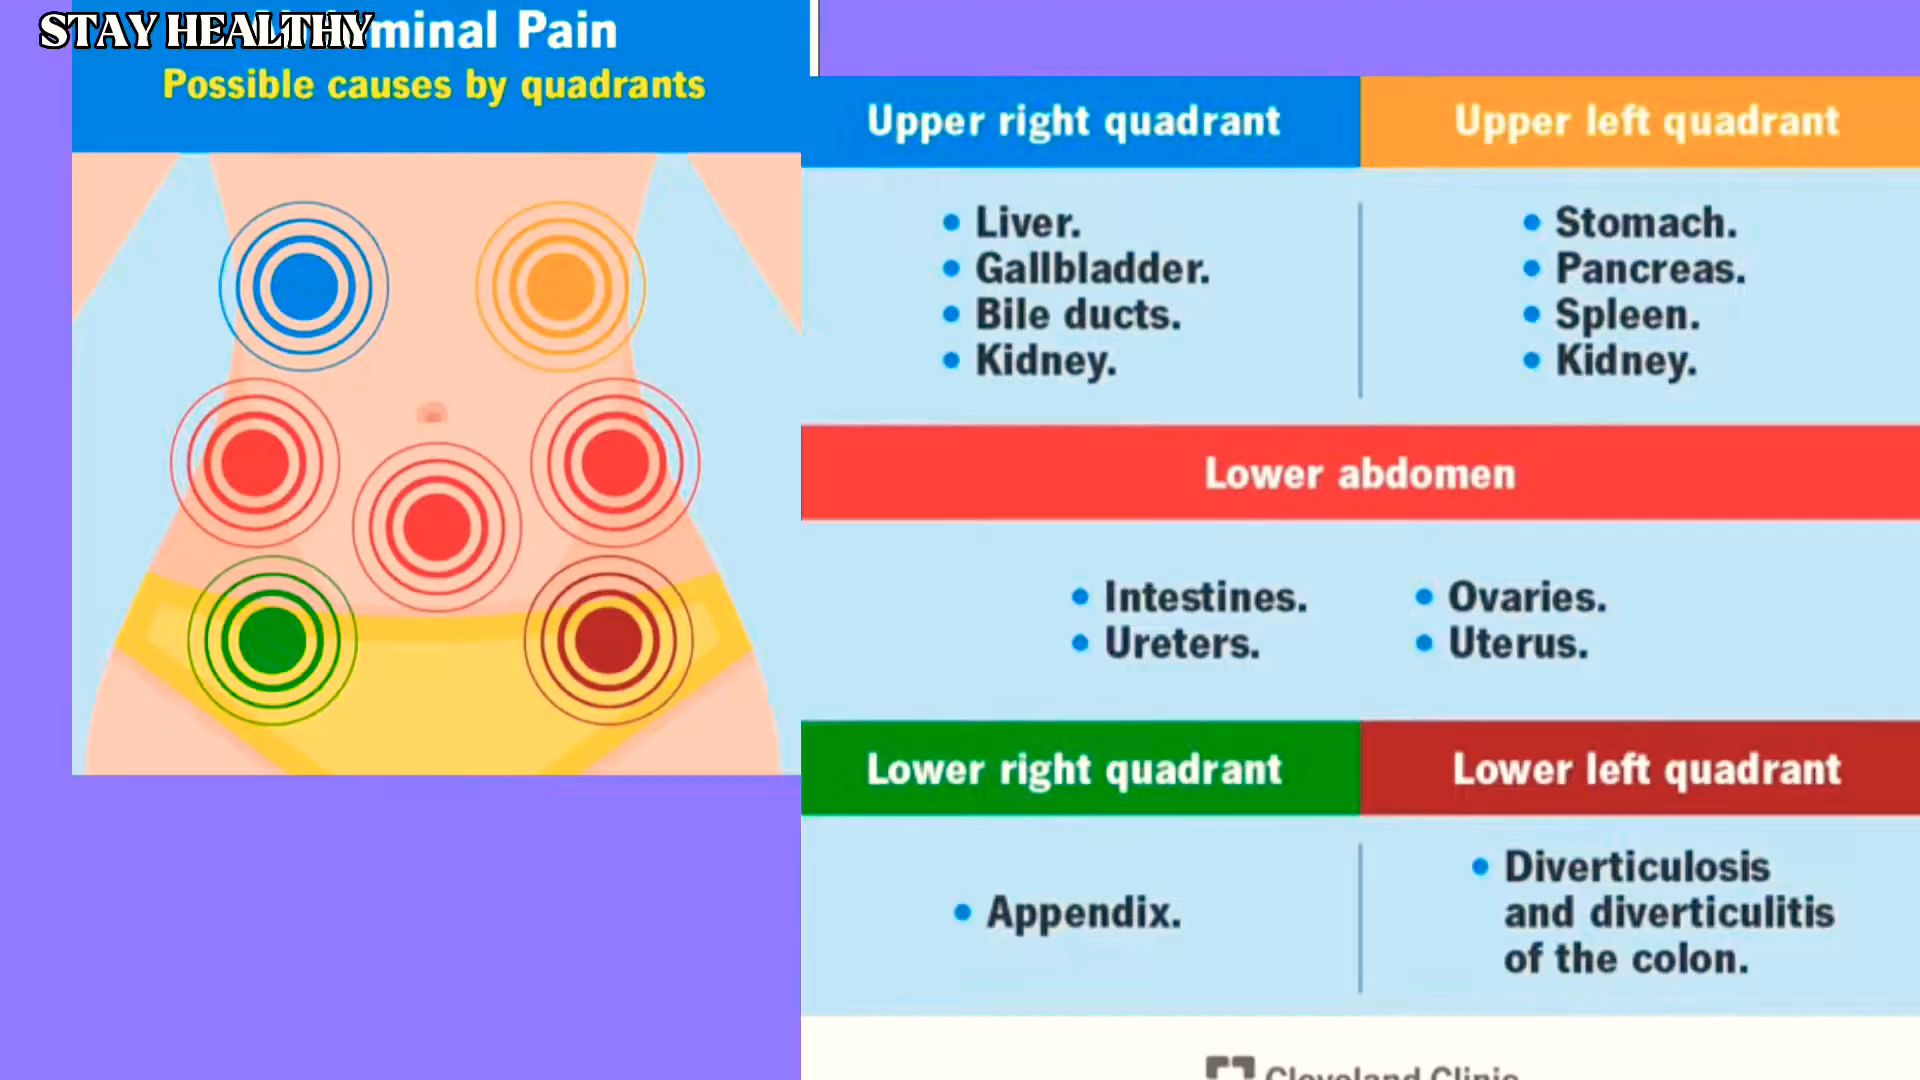 STAY HEALTHY
minal Pain
Possible causes by quadrants
Upper right quadrant
Upper left quadrant
• Liver.
• Gallbladder.
• Bile ducts.
• Kidney.
• Stomach.
• Pancreas.
• Spleen.
• Kidney.
Lower abdomen
• Intestines.
• Ureters.
• Ovaries.
• Uterus.
Lower right quadrant
Lower left quadrant
• Appendix.
• Diverticulosis
and diverticulitis
of the colon.
Cleveland Clinic